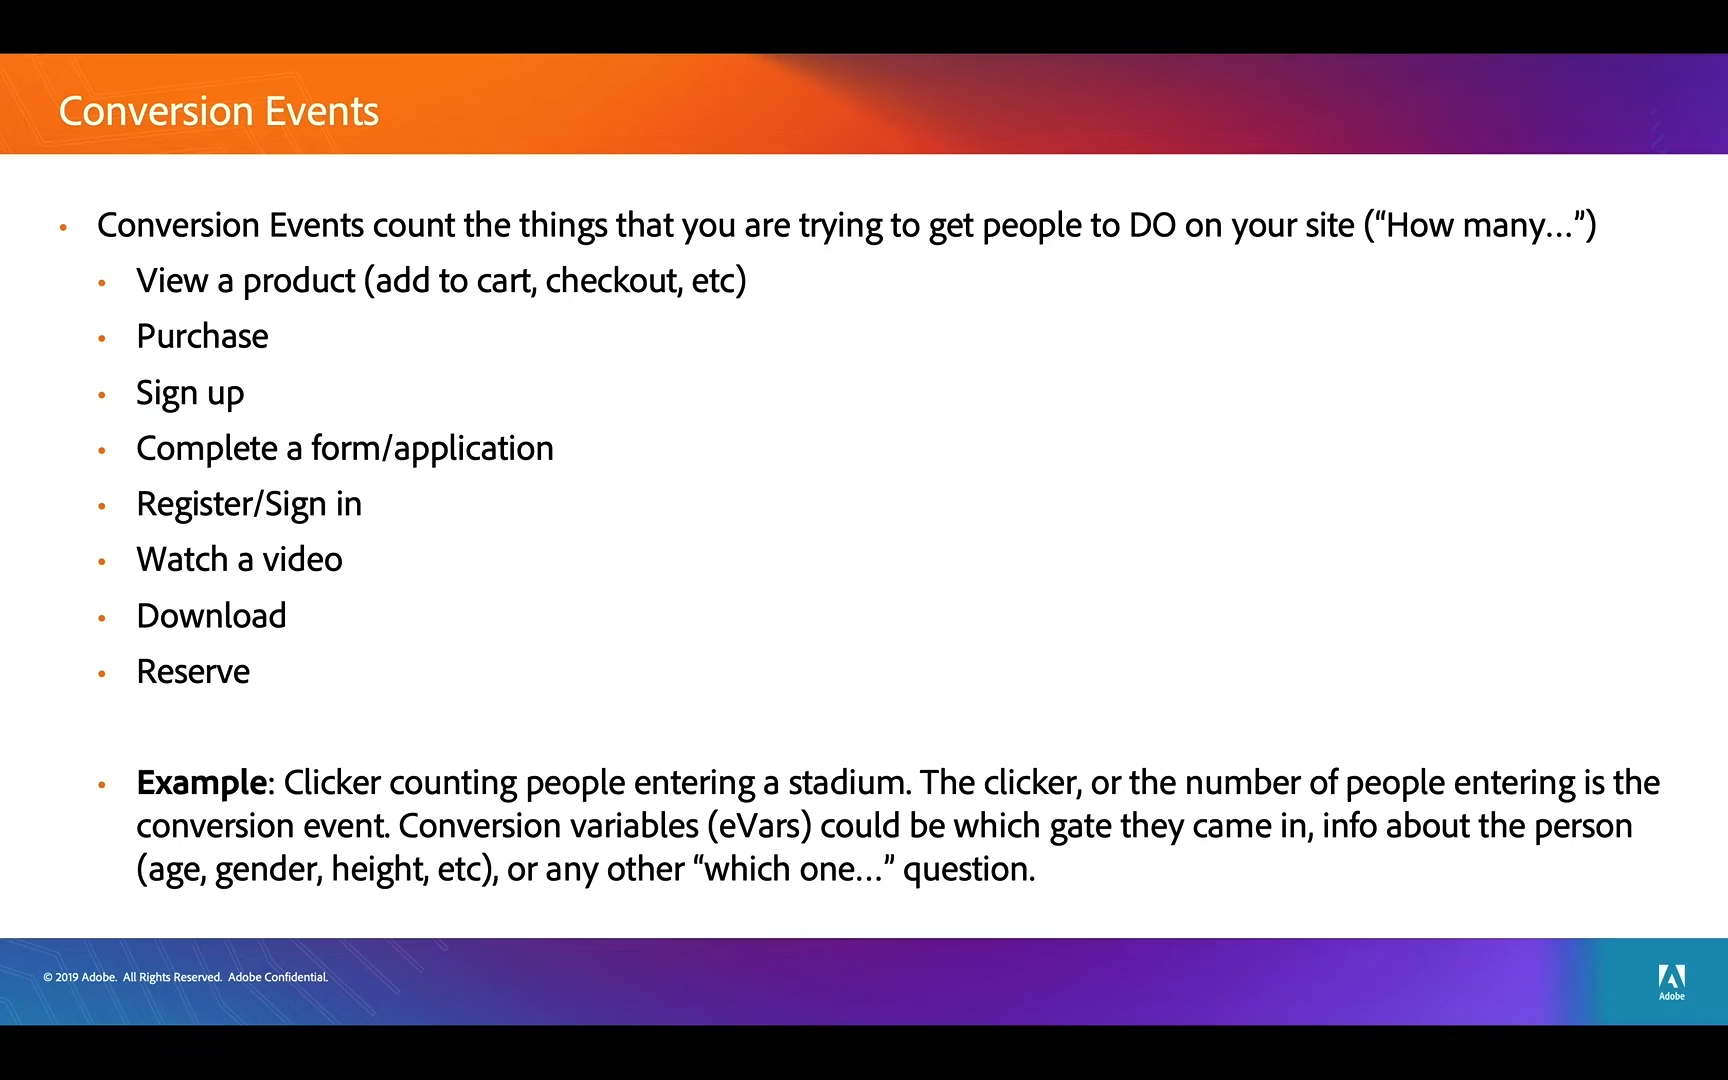 Conversion Events
• Conversion Events count the things that you are trying to get people to DO on your site (“How many…”)
• View a product (add to cart, checkout, etc)
• Purchase
• Sign up
• Complete a form/application
• Register/Sign in
• Watch a video
• Download
• Reserve
• Example: Clicker counting people entering a stadium. The clicker, or the number of people entering is the
conversion event. Conversion variables (eVars) could be which gate they came in, info about the person
(age, gender, height, etc), or any other “which one…” question.
© 2019 Adobe. All Rights Reserved. Adobe Confidential.
Adobe